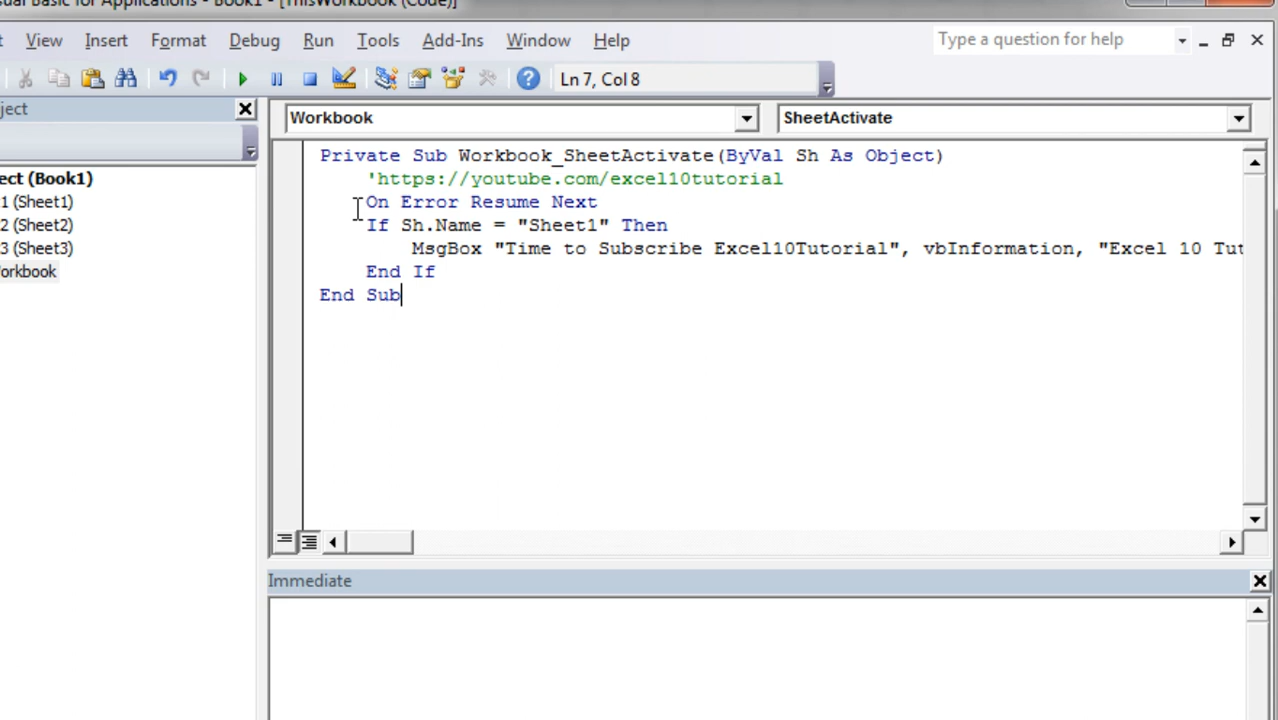 Visual Basic for Applications - Book1 - [ThisWorkbook (Code)]
View Insert Format Debug Run Tools Add-Ins Window Help
Type a question for help
Ln 7, Col 8
ject
Workbook
SheetActivate
ect (Book1)
1 (Sheet1)
2 (Sheet2)
3 (Sheet3)
orkbook
Private Sub Workbook_SheetActivate(ByVal Sh As Object)
'https://youtube.com/excel10tutorial
On Error Resume Next
If Sh.Name = "Sheet1" Then
MsgBox "Time to Subscribe Excel10Tutorial", vbInformation, "Excel 10 Tut
End If
End Sub
Immediate